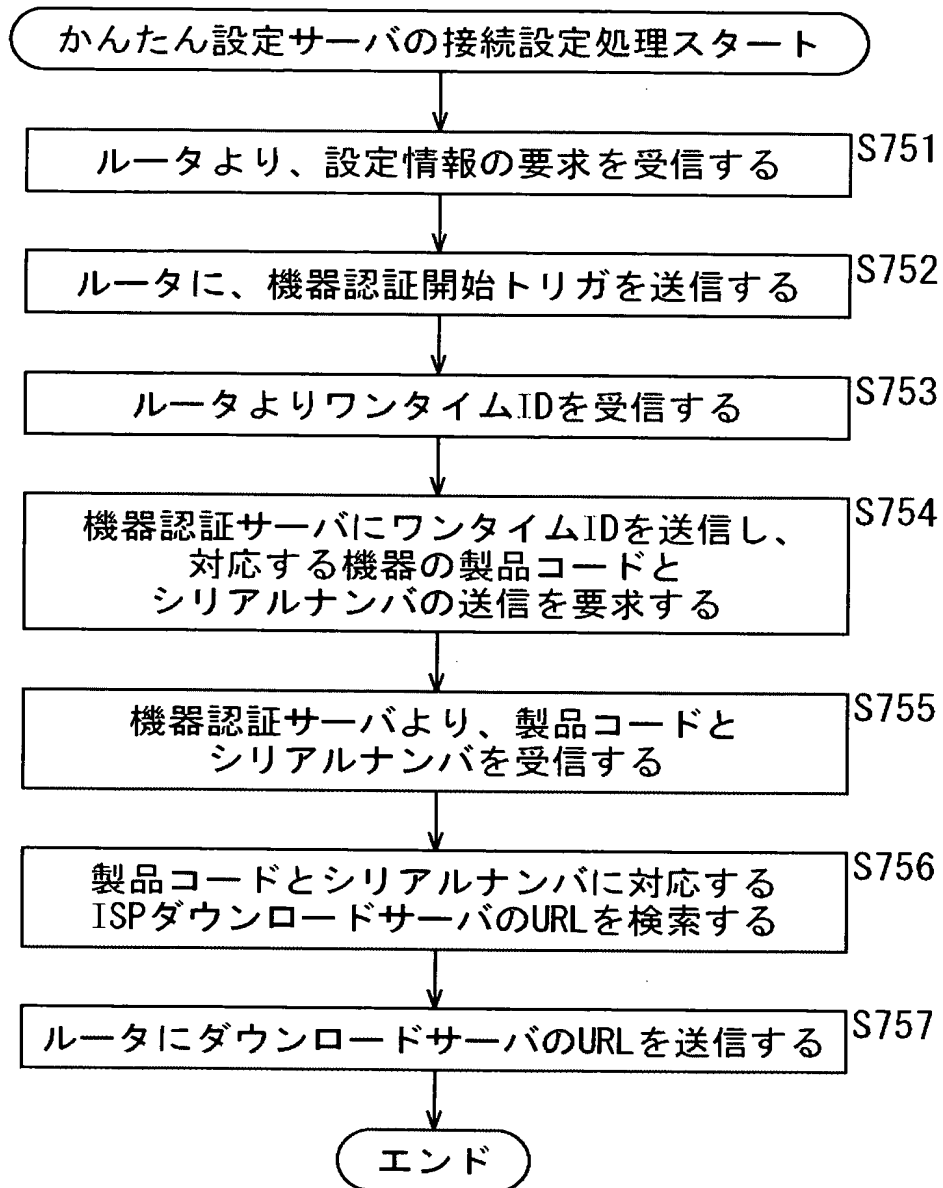 かんたん設定サーバの接続設定処理スタート
ルータより、設定情報の要求を受信する
S751
ルータに、機器認証開始トリガを送信する
S752
ルータよりワンタイムIDを受信する
S753
機器認証サーバにワンタイムIDを送信し、
対応する機器の製品コードと
シリアルナンバの送信を要求する
S754
機器認証サーバより、製品コードと
シリアルナンバを受信する
S755
製品コードとシリアルナンバに対応する
ISPダウンロードサーバのURLを検索する
S756
ルータにダウンロードサーバのURLを送信する
S757
エンド